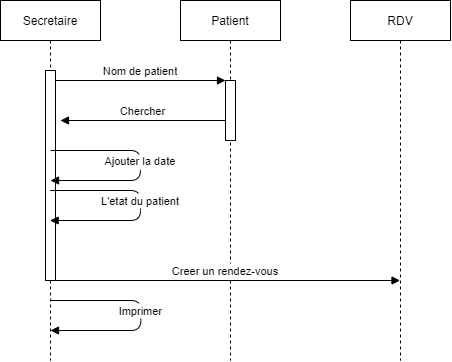 Secretaire
Patient
RDV
Nom de patient
Chercher
Ajouter la date
L'etat du patient
Creer un rendez-vous
Imprimer